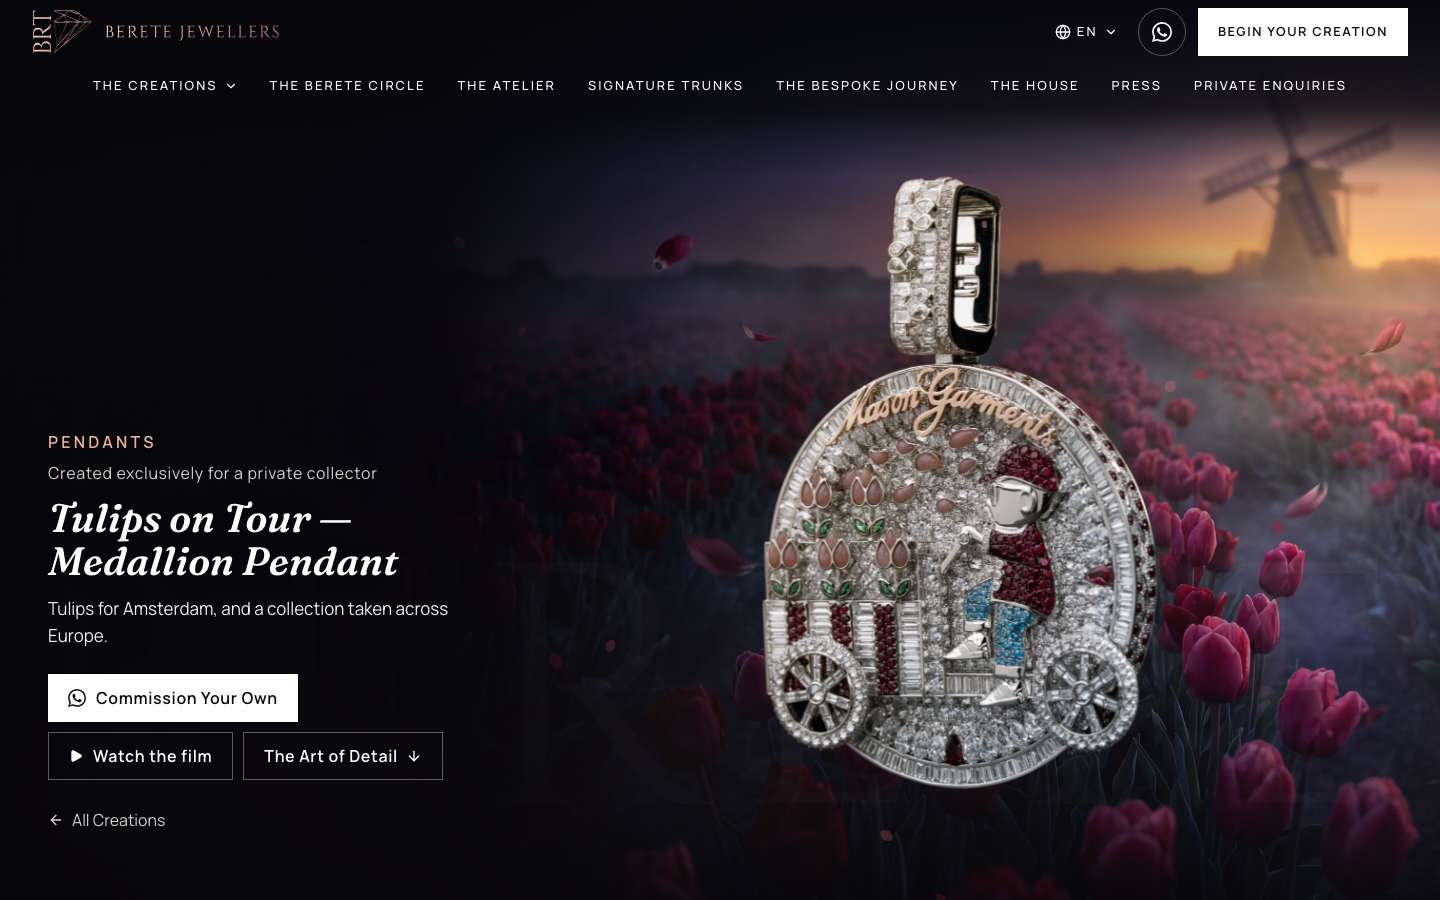 BRT
BERETE JEWELLERS
EN
BEGIN YOUR CREATION
THE CREATIONS
THE BERETE CIRCLE
THE ATELIER
SIGNATURE TRUNKS
THE BESPOKE JOURNEY
THE HOUSE
PRESS
PRIVATE ENQUIRIES
Mason Garments
PENDANTS
Created exclusively for a private collector
Tulips on Tour —
Medallion Pendant
Tulips for Amsterdam, and a collection taken across
Europe.
Commission Your Own
Watch the film
The Art of Detail
All Creations